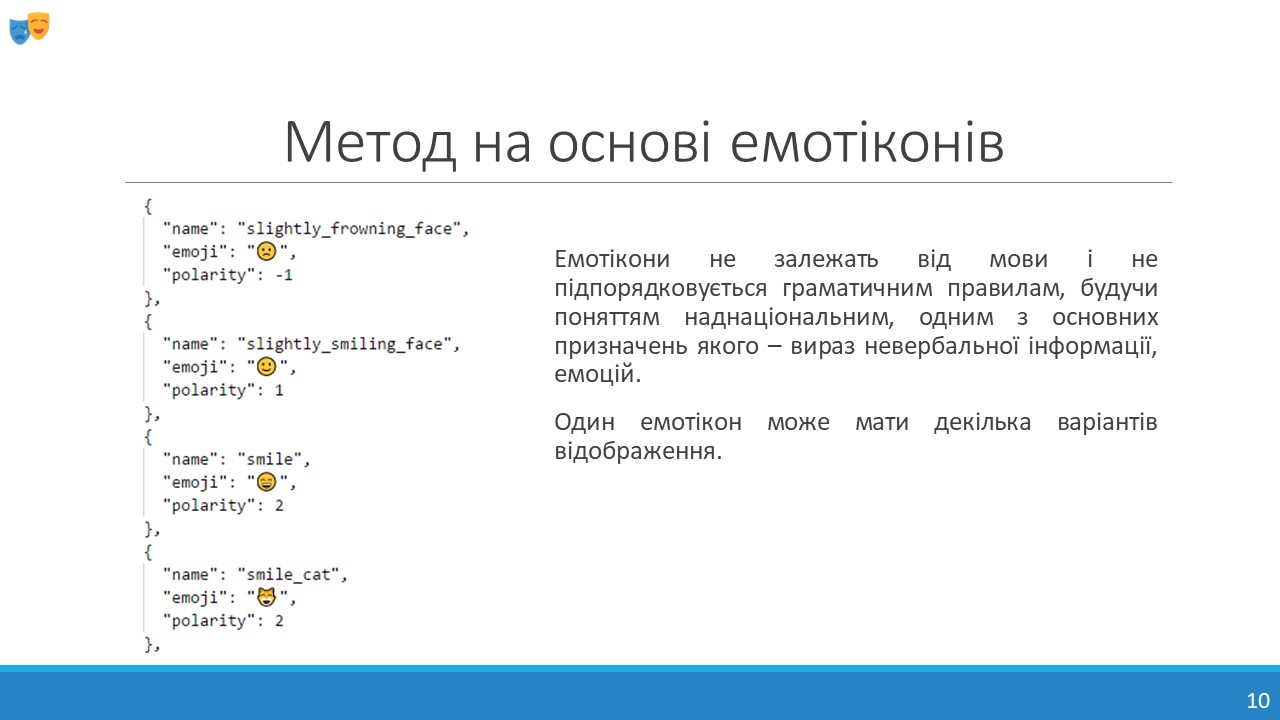 Метод на основі емотіконів
{
"name": "slightly_frowning_face",
"emoji": "🙁",
"polarity": -1
},
{
"name": "slightly_smiling_face",
"emoji": "🙂",
"polarity": 1
},
{
"name": "smile",
"emoji": "😄",
"polarity": 2
},
{
"name": "smile_cat",
"emoji": "😸",
"polarity": 2
},
Емотікони не залежать від мови і не
підпорядковується граматичним правилам, будучи
поняттям наднаціональним, одним з основних
призначень якого – вираз невербальної інформації,
емоцій.
Один емотікон може мати декілька варіантів
відображення.
10